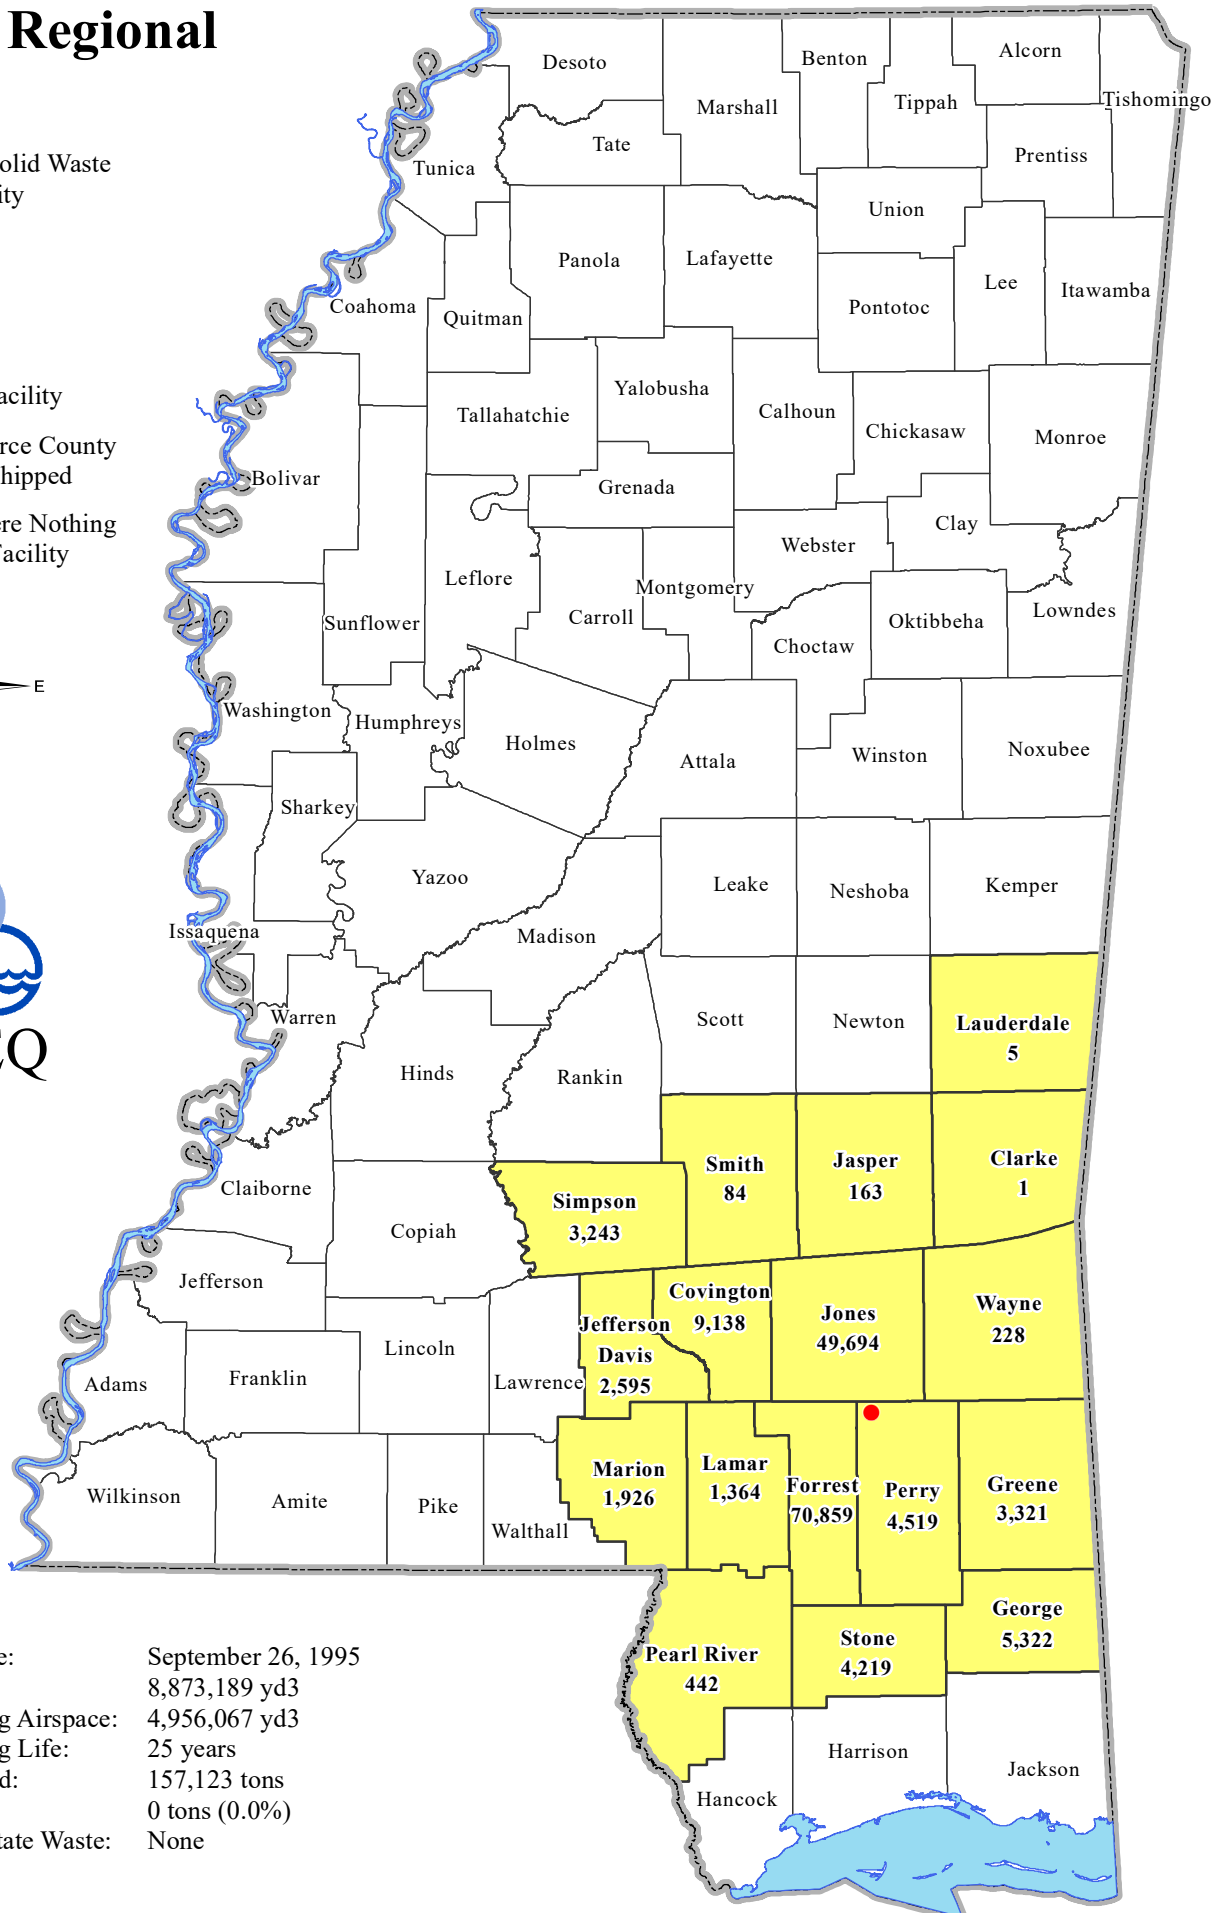 Regional
olid Waste
ity
acility
rce County
hipped
ere Nothing
Facility
E
CQ
Desoto
Benton
Alcorn
Marshall
Tippah
Tishomingo
Tate
Tunica
Prentiss
Union
Panola
Lafayette
Lee
Itawamba
Coahoma
Quitman
Pontotoc
Yalobusha
Tallahatchie
Calhoun
Chickasaw
Monroe
Bolivar
Grenada
Clay
Webster
Leflore
Montgomery
Carroll
Sunflower
Lowndes
Oktibbeha
Choctaw
Washington
Humphreys
Holmes
Attala
Winston
Noxubee
Sharkey
Yazoo
Leake
Neshoba
Kemper
Issaquena
Madison
Warren
Scott
Newton
Lauderdale
5
Hinds
Rankin
Smith
84
Jasper
163
Clarke
1
Claiborne
Simpson
3,243
Copiah
Jefferson
Covington
9,138
Jones
49,694
Wayne
228
Jefferson
Davis
2,595
Lincoln
Lawrence
Franklin
Adams
Marion
1,926
Lamar
1,364
Forrest
70,859
Perry
4,519
Greene
3,321
Wilkinson
Amite
Pike
Walthall
George
5,322
Stone
4,219
Pearl River
442
Harrison
Jackson
Hancock
e: September 26, 1995
8,873,189 yd3
g Airspace: 4,956,067 yd3
g Life: 25 years
d: 157,123 tons
0 tons (0.0%)
tate Waste: None